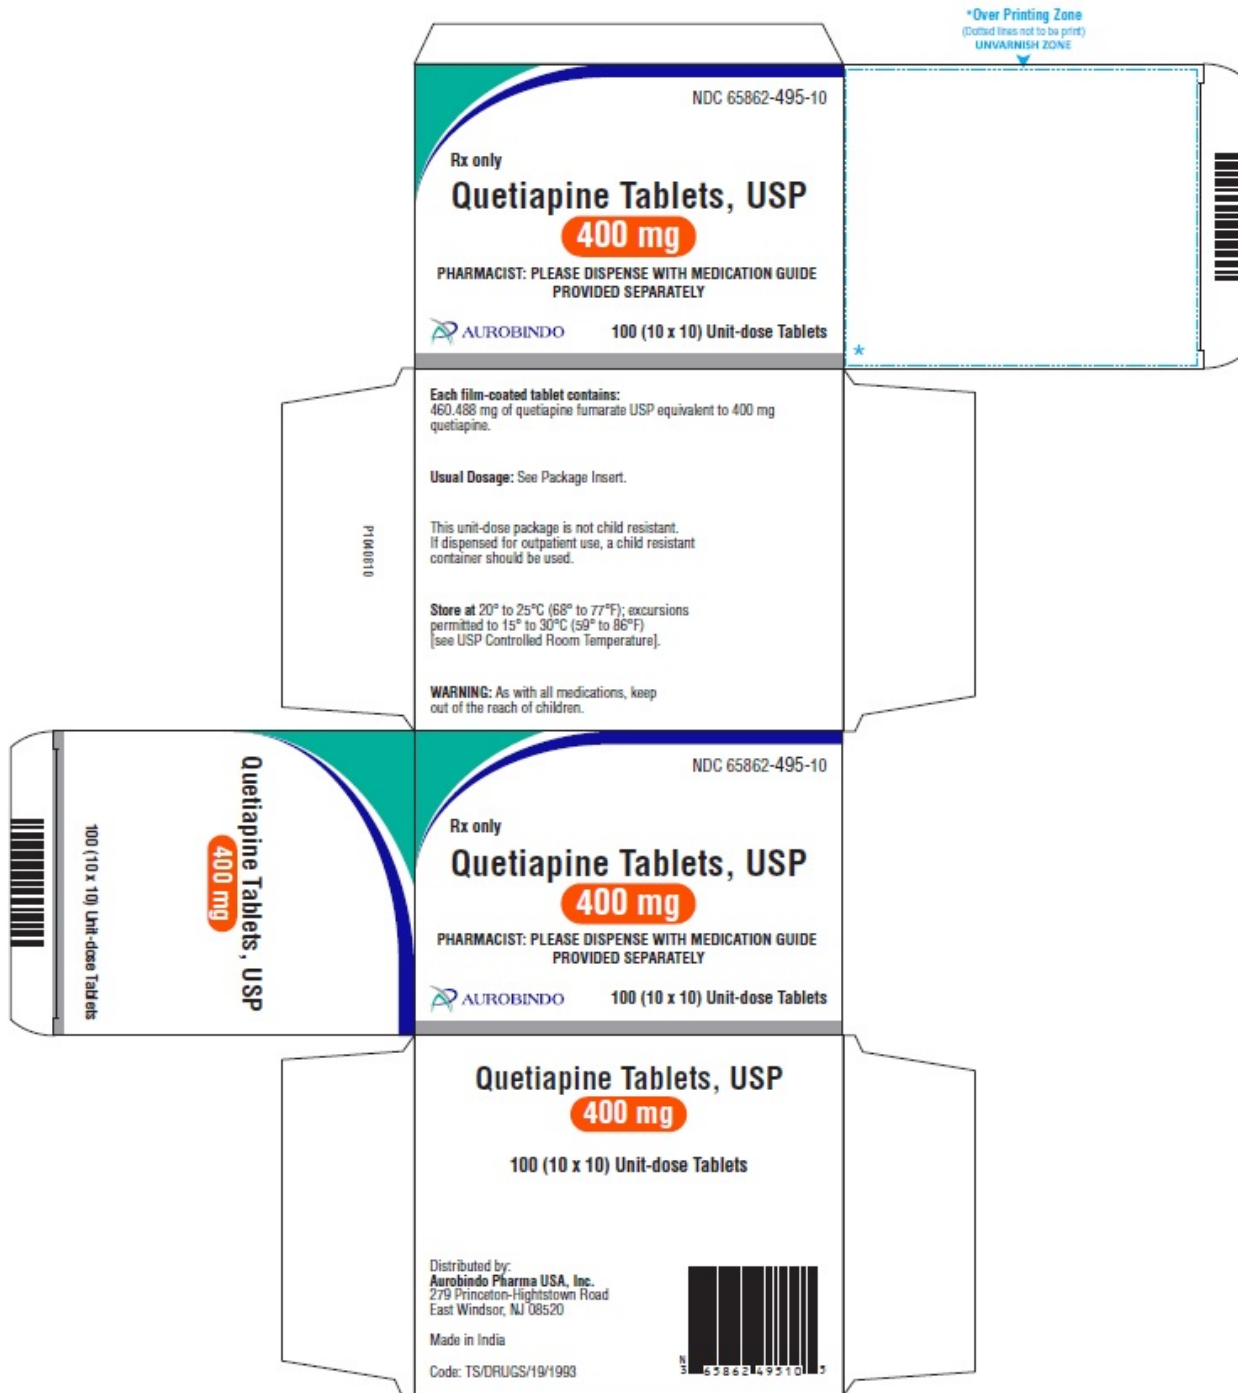 *Over Printing Zone
(Dotted lines not to be print)
UNVARNISH ZONE
NDC 65862-495-10
Rx only
Quetiapine Tablets, USP
400 mg
PHARMACIST: PLEASE DISPENSE WITH MEDICATION GUIDE
PROVIDED SEPARATELY
AUROBINDO
100 (10 x 10) Unit-dose Tablets
*
Each film-coated tablet contains:
460.488 mg of quetiapine fumarate USP equivalent to 400 mg
quetiapine.
Usual Dosage: See Package Insert.
This unit-dose package is not child resistant.
If dispensed for outpatient use, a child resistant
container should be used.
Store at 20° to 25°C (68° to 77°F); excursions
permitted to 15° to 30°C (59° to 86°F)
[see USP Controlled Room Temperature].
WARNING: As with all medications, keep
out of the reach of children.
P1040810
Quetiapine Tablets, USP
400 mg
100 (10 x 10) Unit-dose Tablets
NDC 65862-495-10
Rx only
Quetiapine Tablets, USP
400 mg
PHARMACIST: PLEASE DISPENSE WITH MEDICATION GUIDE
PROVIDED SEPARATELY
AUROBINDO
100 (10 x 10) Unit-dose Tablets
Quetiapine Tablets, USP
400 mg
100 (10 x 10) Unit-dose Tablets
Distributed by:
Aurobindo Pharma USA, Inc.
279 Princeton-Hightstown Road
East Windsor, NJ 08520
Made in India
Code: TS/DRUGS/19/1993
N
3 65862 49510 5